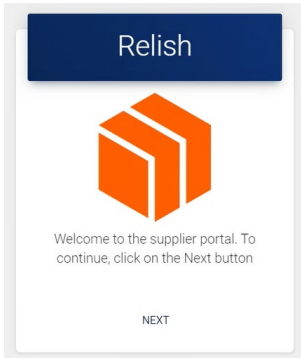 Relish
Welcome to the supplier portal. To
continue, click on the Next button
NEXT